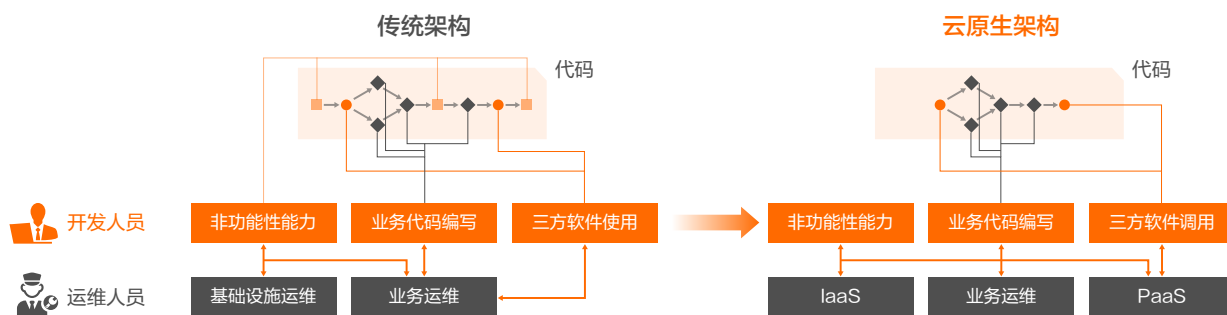 传统架构
云原生架构
代码
代码
开发人员
非功能性能力
业务代码编写
三方软件使用
非功能性能力
业务代码编写
三方软件调用
运维人员
基础设施运维
业务运维
IaaS
业务运维
PaaS